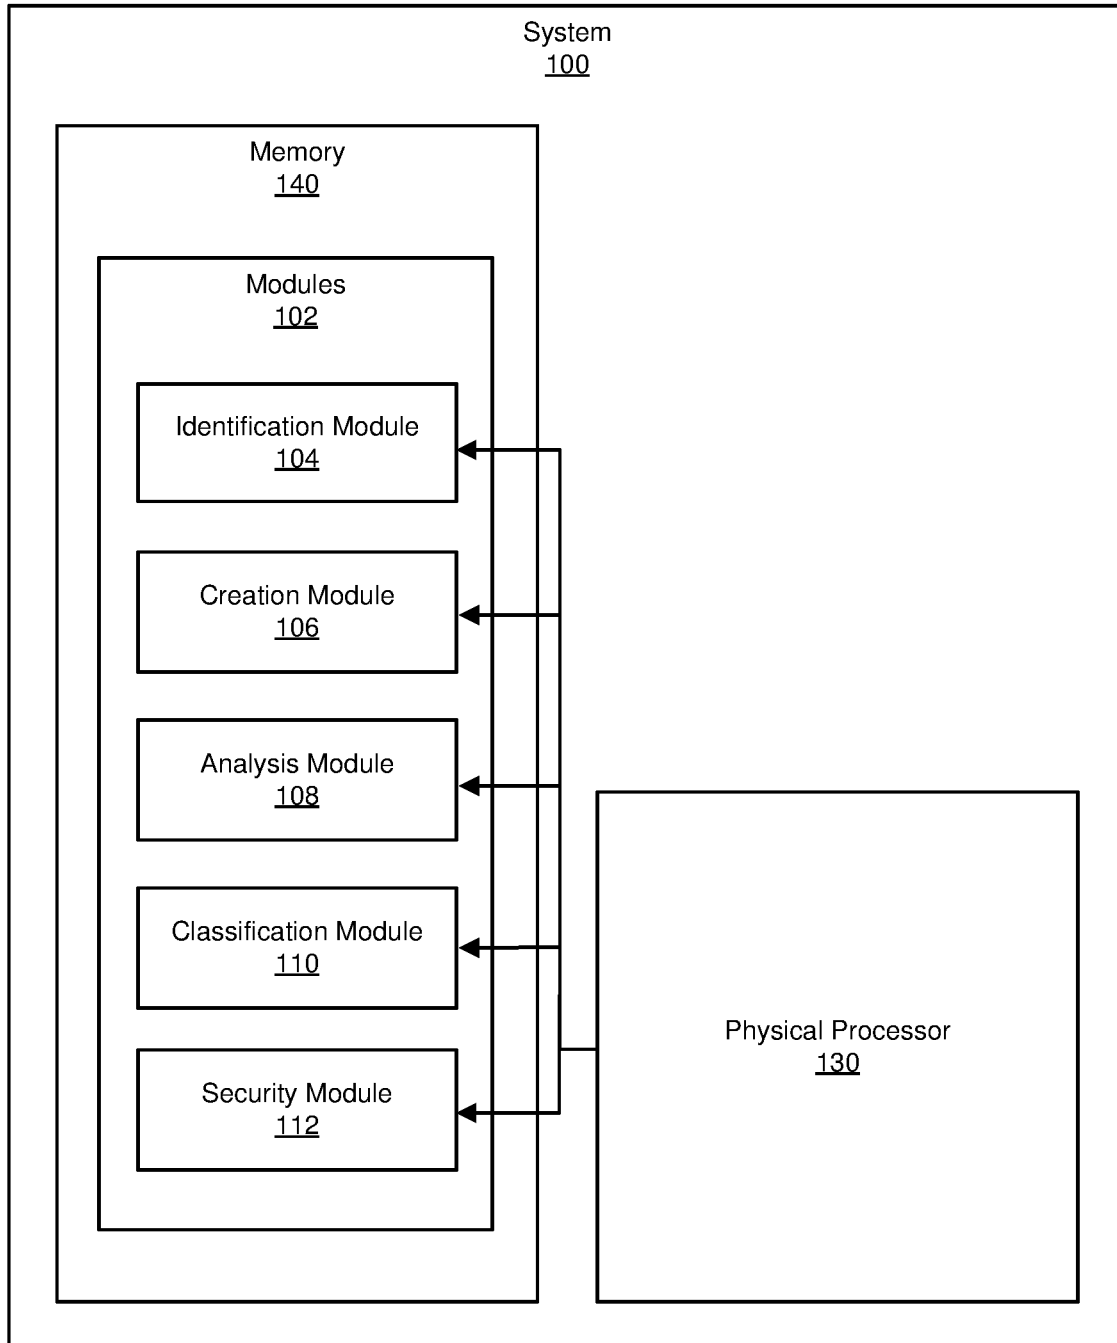 System
100
Memory
140
Modules
102
Identification Module
104
Creation Module
106
Analysis Module
108
Classification Module
110
Security Module
112
Physical Processor
130